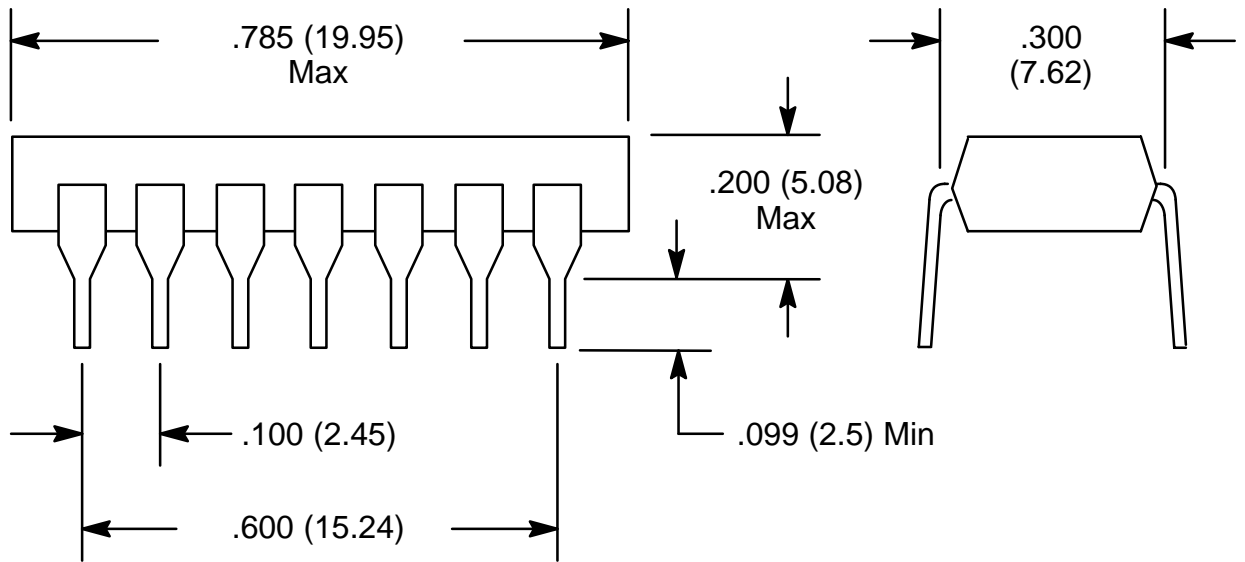 .785 (19.95)
Max
.300
(7.62)
.200 (5.08)
Max
.100 (2.45)
.099 (2.5) Min
.600 (15.24)